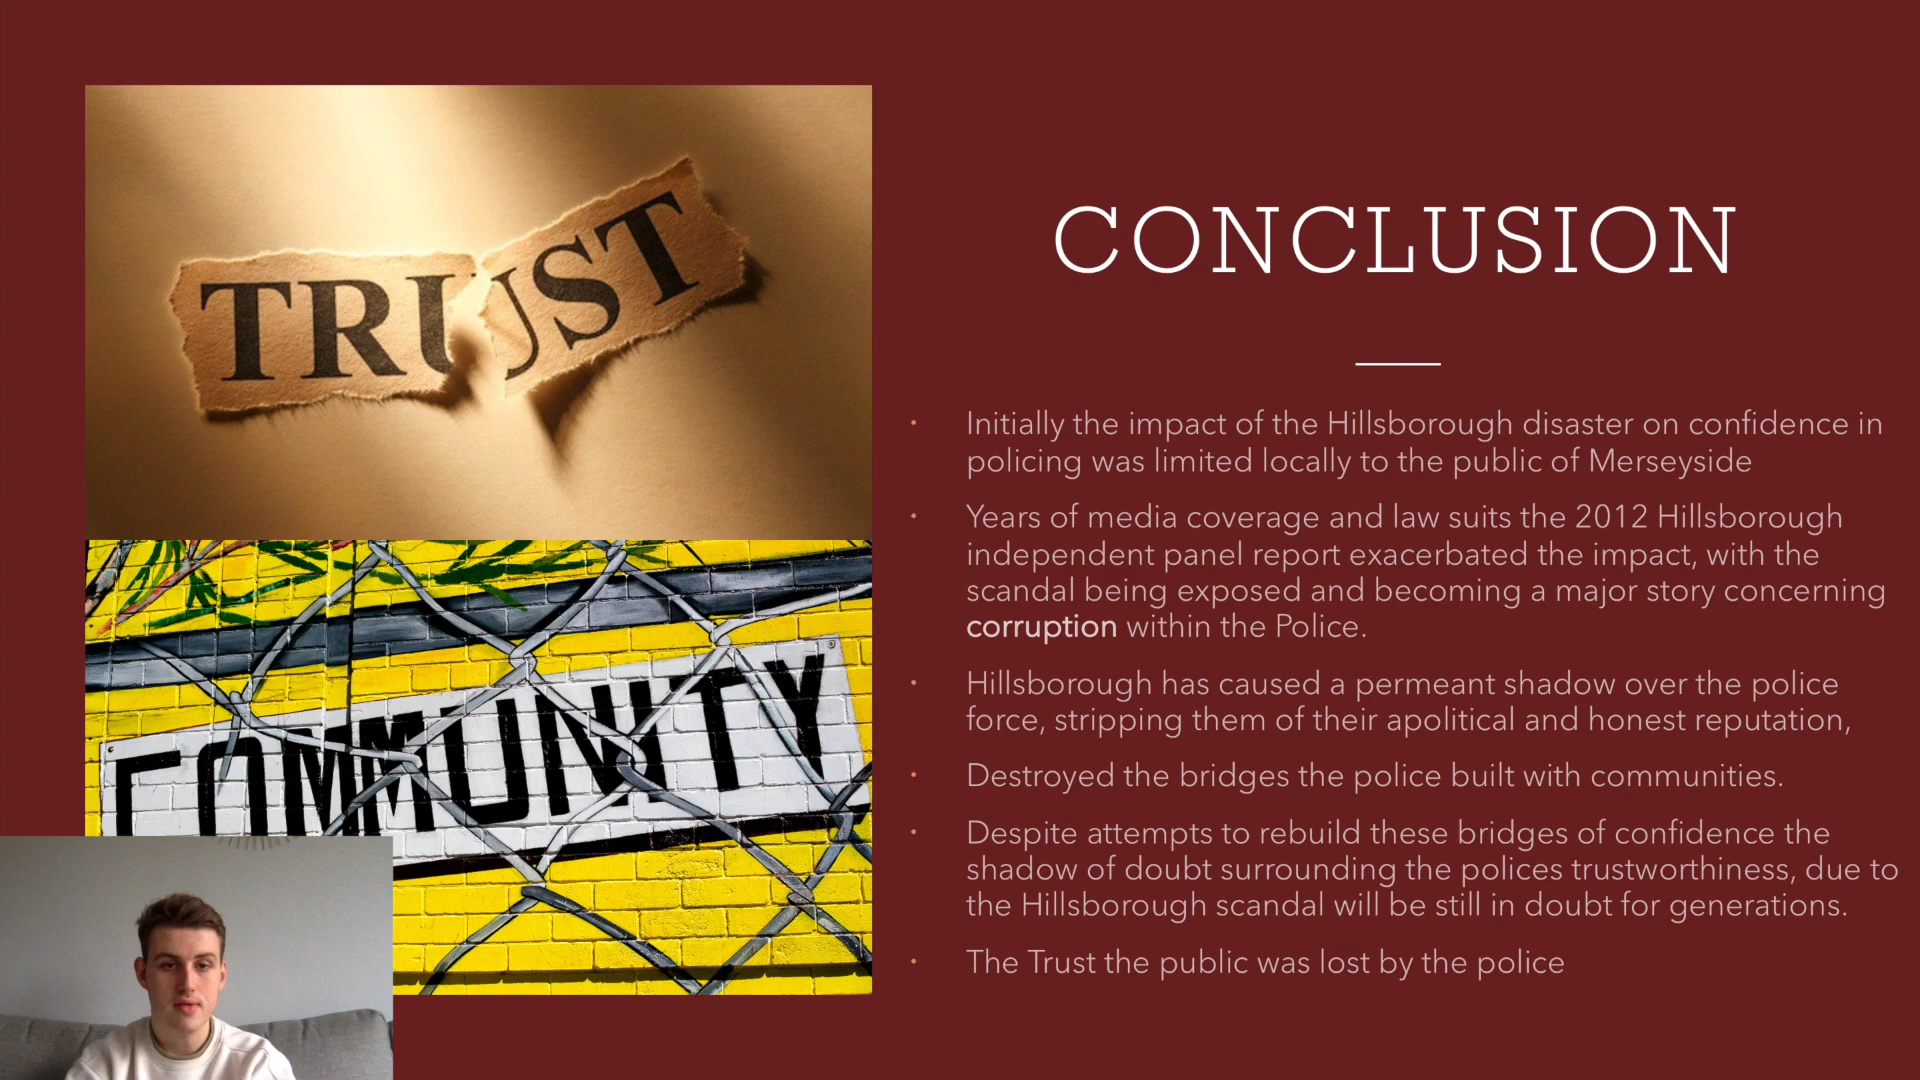 TRUST
COMMUNITY
CONCLUSION
Initially the impact of the Hillsborough disaster on confidence in
policing was limited locally to the public of Merseyside
Years of media coverage and law suits the 2012 Hillsborough
independent panel report exacerbated the impact, with the
scandal being exposed and becoming a major story concerning
corruption within the Police.
Hillsborough has caused a permeant shadow over the police
force, stripping them of their apolitical and honest reputation,
Destroyed the bridges the police built with communities.
Despite attempts to rebuild these bridges of confidence the
shadow of doubt surrounding the polices trustworthiness, due to
the Hillsborough scandal will be still in doubt for generations.
The Trust the public was lost by the police